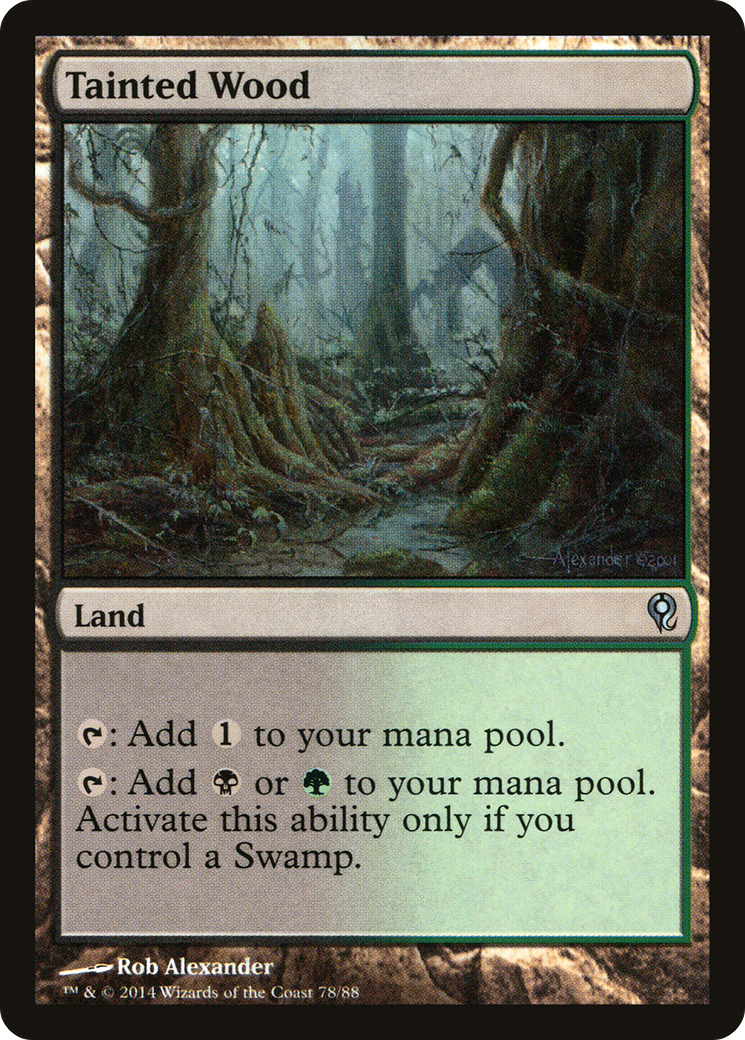 Tainted Wood
Alexander ©2001
Land
: Add 1 to your mana pool.
: Add or to your mana pool.
Activate this ability only if you
control a Swamp.
Rob Alexander
™ & © 2014 Wizards of the Coast 78/88